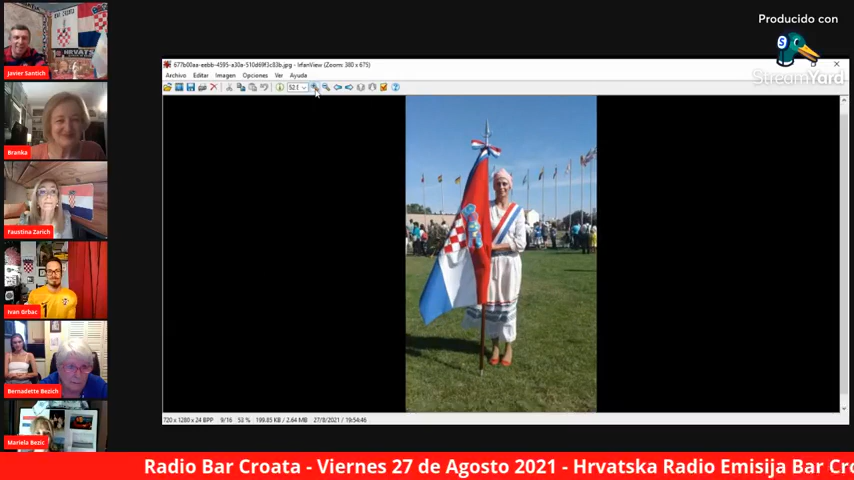 Producido con
StreamYard
677b00aa-eebb-4595-a30a-510d69f3c83b.jpg - IrfanView (Zoom: 380 x 675)
Archivo Editar Imagen Opciones Ver Ayuda
Javier Santich
Branka
Faustina Zarich
Ivan Grbac
Bernadette Bezich
Mariela Bezic
720 x 1280 x 24 BPP 9/16 53 % 199.85 KB / 2.64 MB 27/8/2021 / 19:54:46
Radio Bar Croata - Viernes 27 de Agosto 2021 - Hrvatska Radio Emisija Bar Cro